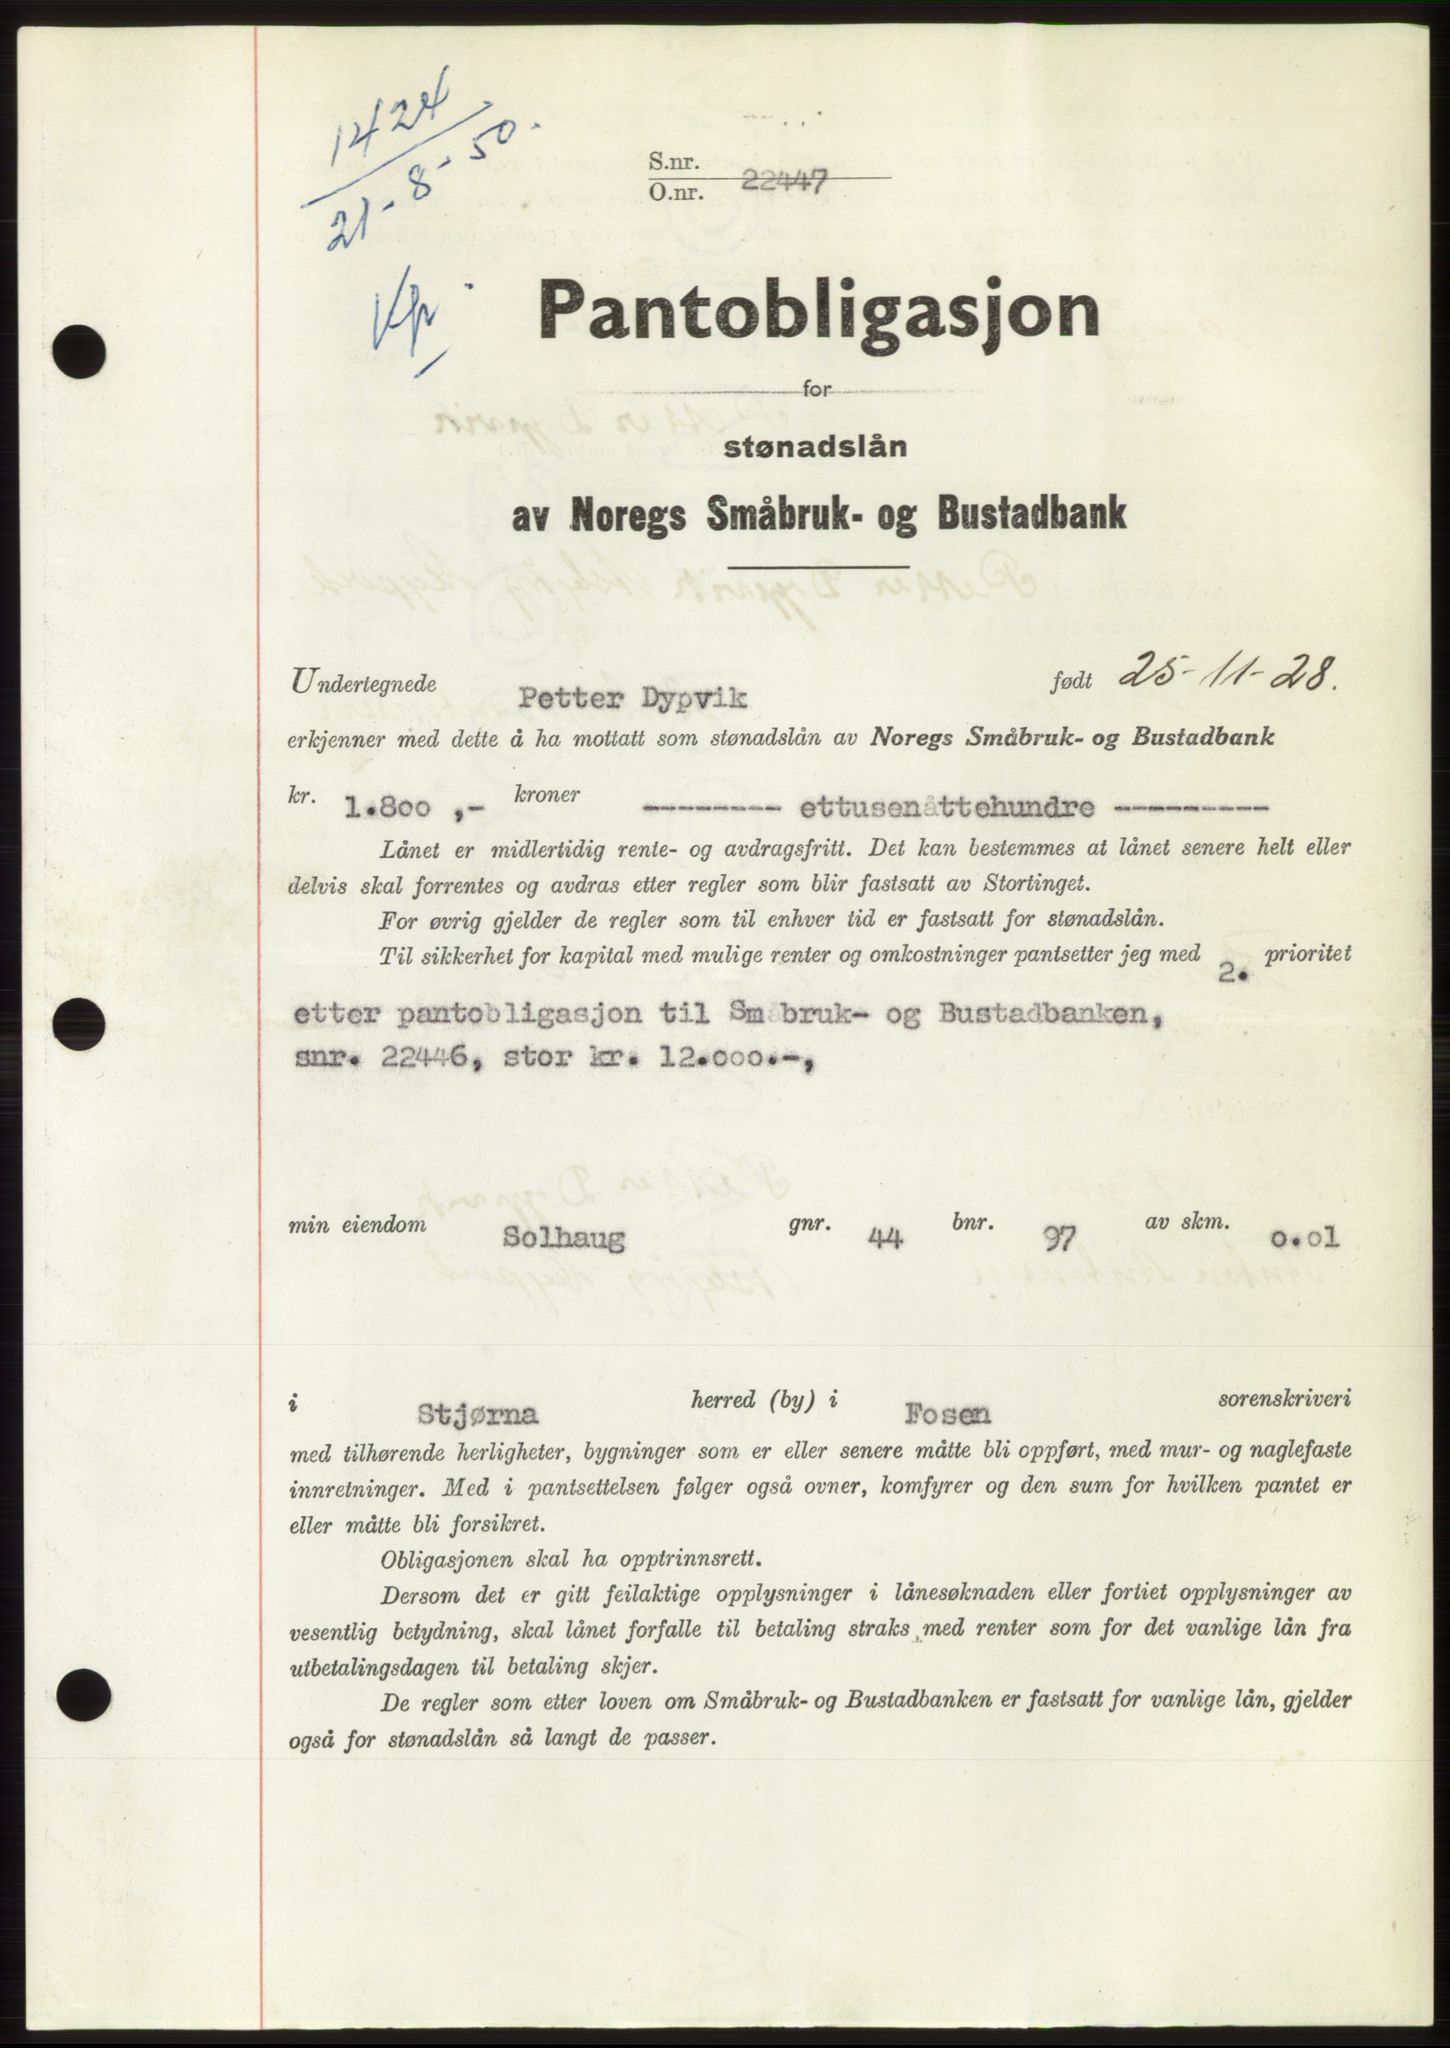 1424
21-8-50.
Kp
S.nr.
O.nr. 22447
Pantobligasjon
for
stønadslån
av Noregs Småbruk- og Bustadbank
Undertegnede Petter Dypvik født 25-11-28.
erkjenner med dette å ha mottatt som stønadslån av Noregs Småbruk- og Bustadbank
kr. 1.800,- kroner -------- ettusenåttehundre ---------
Lånet er midlertidig rente- og avdragsfritt. Det kan bestemmes at lånet senere helt eller
delvis skal forrentes og avdras etter regler som blir fastsatt av Stortinget.
For øvrig gjelder de regler som til enhver tid er fastsatt for stønadslån.
Til sikkerhet for kapital med mulige renter og omkostninger pantsetter jeg med 2. prioritet
etter pantobligasjon til Småbruk- og Bustadbanken,
snr. 22446, stor kr. 12.000.-,
min eiendom Solhaug gnr. 44 bnr. 97 av skm. 0.01
i Stjørna herred (by) i Fosen sorenskriveri
med tilhørende herligheter, bygninger som er eller senere måtte bli oppført, med mur- og naglefaste
innretninger. Med i pantsettelsen følger også ovner, komfyrer og den sum for hvilken pantet er
eller måtte bli forsikret.
Obligasjonen skal ha opptrinnsrett.
Dersom det er gitt feilaktige opplysninger i lånesøknaden eller fortiet opplysninger av
vesentlig betydning, skal lånet forfalle til betaling straks med renter som for det vanlige lån fra
utbetalingsdagen til betaling skjer.
De regler som etter loven om Småbruk- og Bustadbanken er fastsatt for vanlige lån, gjelder
også for stønadslån så langt de passer.